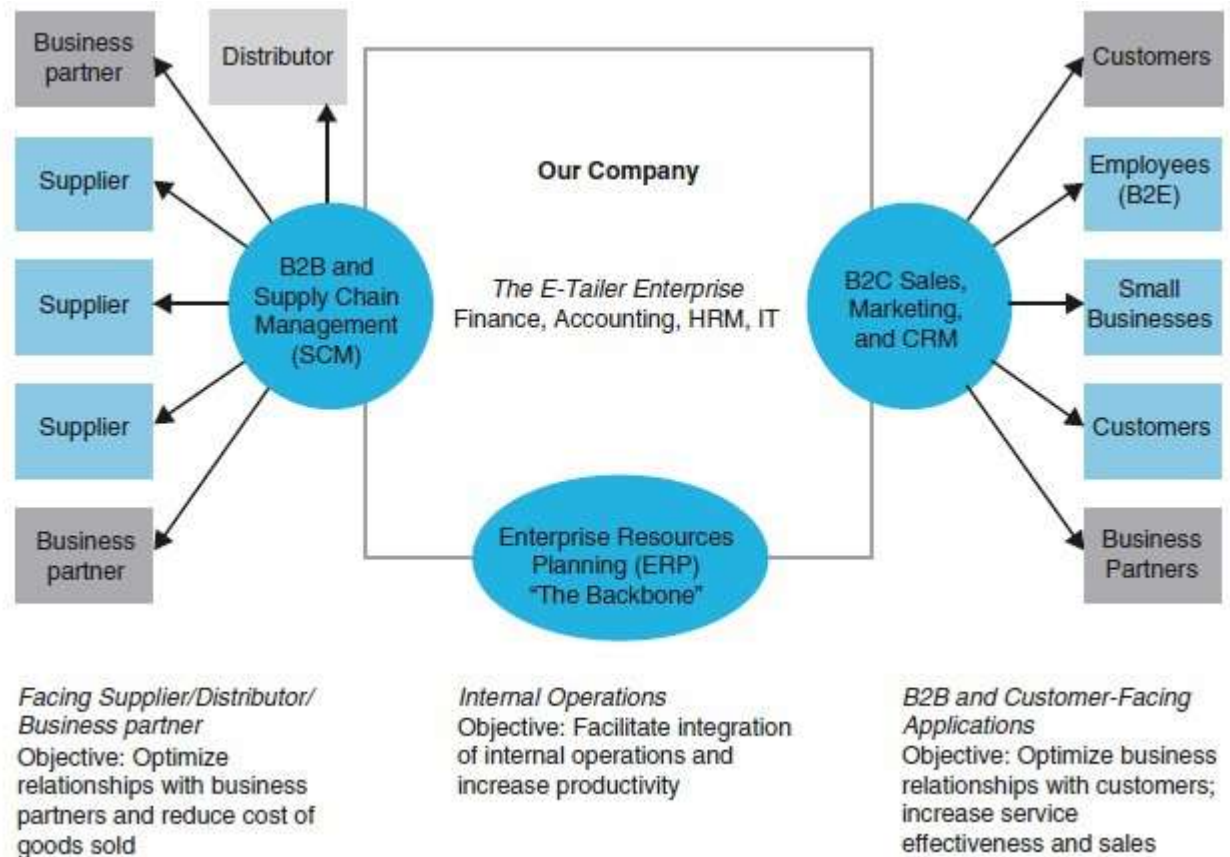 Business
partner
Distributor
Supplier
Supplier
Supplier
Business
partner
B2B and
Supply Chain
Management
(SCM)
Our Company
The E-Tailer Enterprise
Finance, Accounting, HRM, IT
Enterprise Resources
Planning (ERP)
“The Backbone”
B2C Sales,
Marketing,
and CRM
Customers
Employees
(B2E)
Small
Businesses
Customers
Business
Partners
Facing Supplier/Distributor/
Business partner
Objective: Optimize
relationships with business
partners and reduce cost of
goods sold
Internal Operations
Objective: Facilitate integration
of internal operations and
increase productivity
B2B and Customer-Facing
Applications
Objective: Optimize business
relationships with customers;
increase service
effectiveness and sales